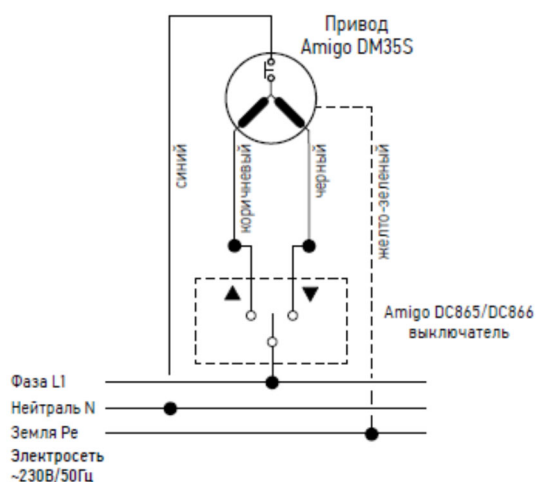 Привод
Amigo DM35S
синий
коричневый
черный
желто-зеленый
Amigo DC865/DC866
выключатель
Фаза L1
Нейтраль N
Земля Pe
Электросеть
~230В/50Гц